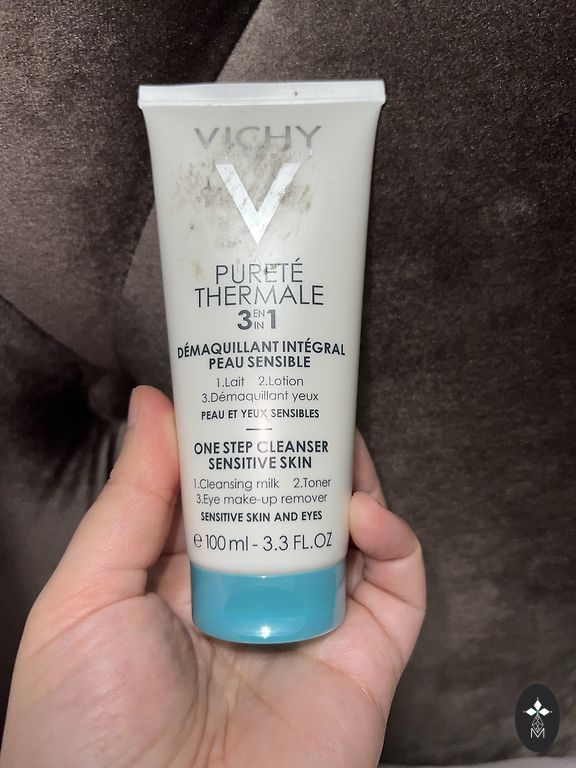 VICHY
V
PURETÉ
THERMALE
3 EN IN 1
DÉMAQUILLANT INTÉGRAL
PEAU SENSIBLE
1.Lait 2.Lotion
3.Démaquillant yeux
PEAU ET YEUX SENSIBLES
ONE STEP CLEANSER
SENSITIVE SKIN
1.Cleansing milk 2.Toner
3.Eye make-up remover
SENSITIVE SKIN AND EYES
℮ 100 ml - 3.3 FL.OZ
M